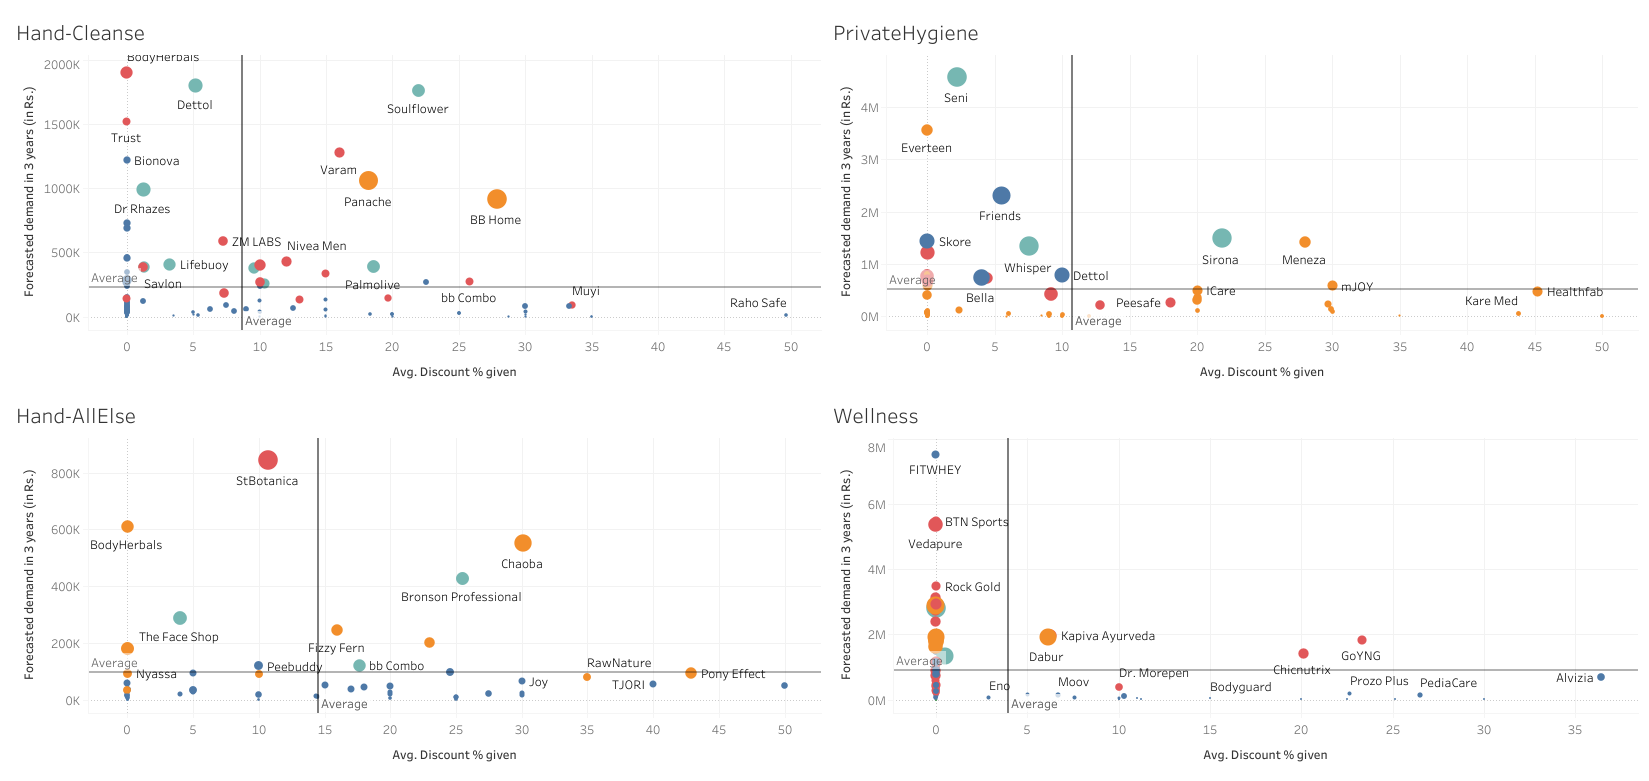 Hand-Cleanse
Forecasted demand in 3 years (in Rs.)
2000K
1500K
1000K
500K
0K
BodyHerbals
Dettol
Soulflower
Trust
Bionova
Varam
Panache
Dr Rhazes
BB Home
ZM LABS
Nivea Men
Lifebuoy
Average
Savlon
Palmolive
bb Combo
Muyi
Raho Safe
Average
0 5 10 15 20 25 30 35 40 45 50
Avg. Discount % given
PrivateHygiene
Forecasted demand in 3 years (in Rs.)
4M
3M
2M
1M
0M
Seni
Everteen
Friends
Skore
Whisper
Sirona
Meneza
Average
Dettol
Bella
Peesafe
ICare
mJOY
Kare Med
Healthfab
Average
0 5 10 15 20 25 30 35 40 45 50
Avg. Discount % given
Hand-AllElse
Forecasted demand in 3 years (in Rs.)
800K
600K
400K
200K
0K
StBotanica
BodyHerbals
Chaoba
Bronson Professional
The Face Shop
Fizzy Fern
Average
Nyassa
Peebuddy
bb Combo
RawNature
Pony Effect
Joy
TJORI
Average
0 5 10 15 20 25 30 35 40 45 50
Avg. Discount % given
Wellness
Forecasted demand in 3 years (in Rs.)
8M
6M
4M
2M
0M
FITWHEY
BTN Sports
Vedapure
Rock Gold
Kapiva Ayurveda
Dabur
GoYNG
Average
Chicnutrix
Dr. Morepen
Eno
Moov
Bodyguard
Prozo Plus
PediaCare
Alvizia
Average
0 5 10 15 20 25 30 35
Avg. Discount % given